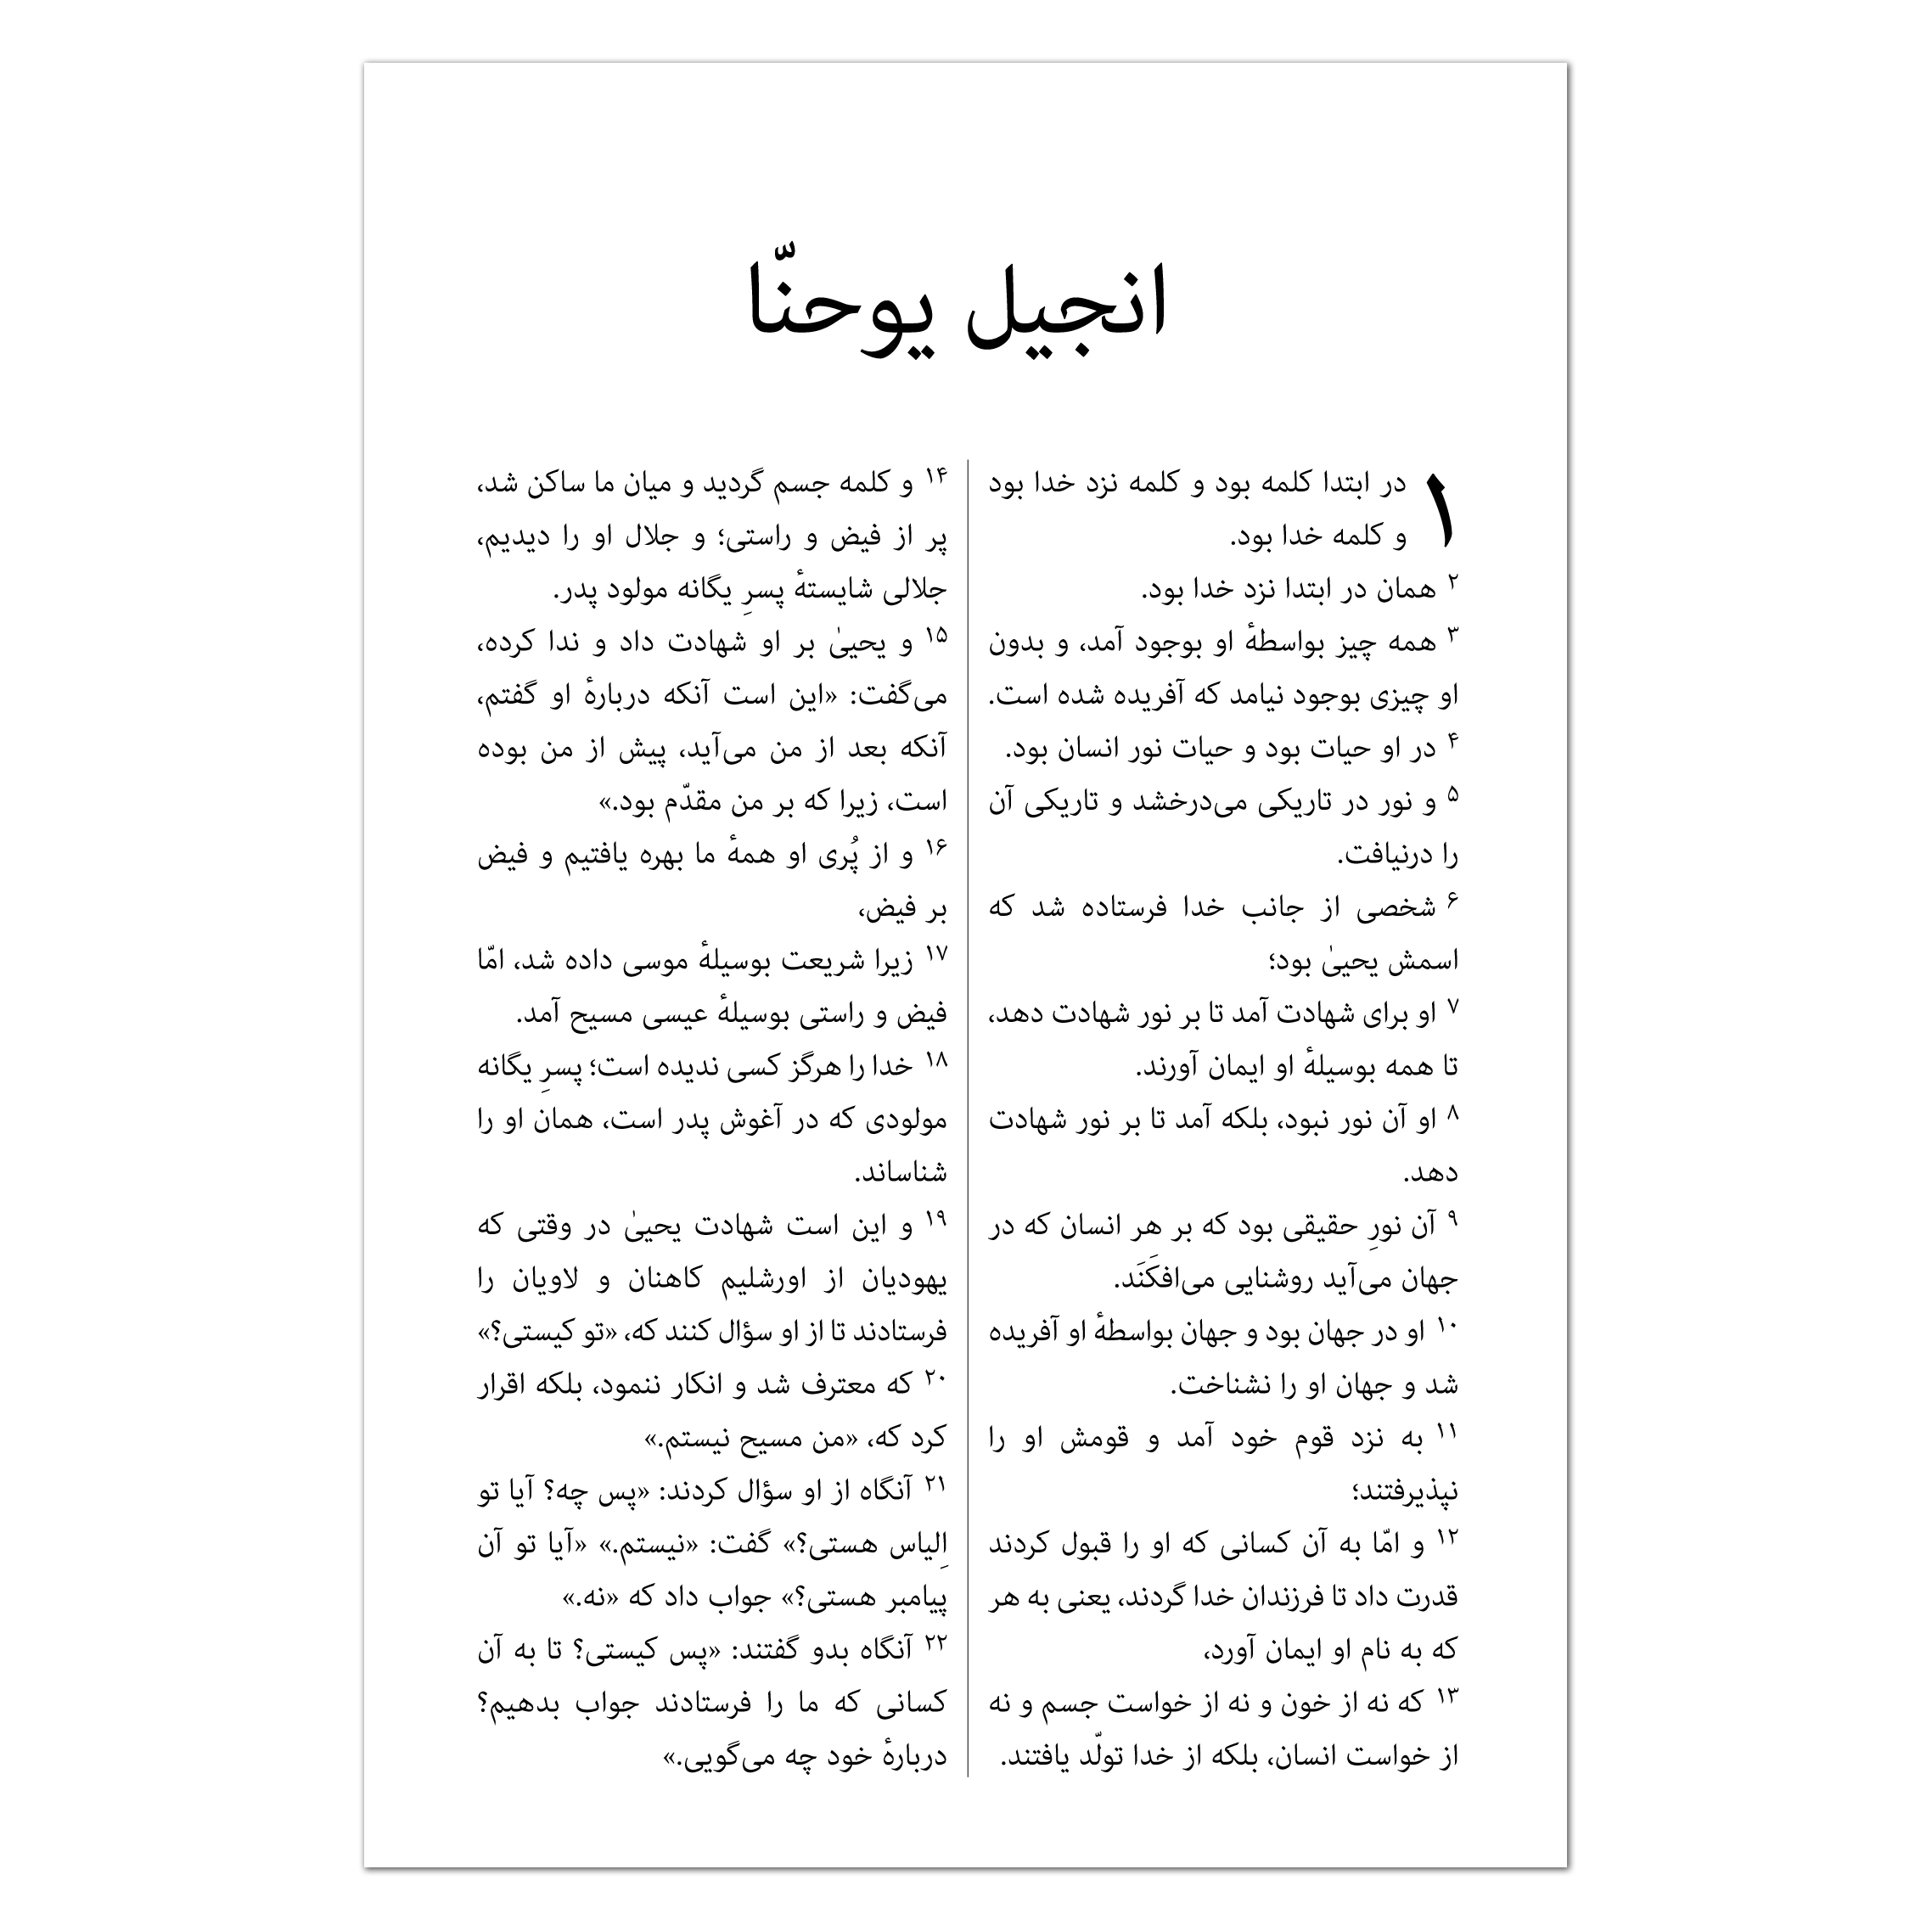 انجیل یوحنّا
۱ در ابتدا کلمه بود و کلمه نزد خدا بود
و کلمه خدا بود.
۲ همان در ابتدا نزد خدا بود.
۳ همه چیز بواسطهٔ او بوجود آمد، و بدون
او چیزی بوجود نیامد که آفریده شده است.
۴ در او حیات بود و حیات نور انسان بود.
۵ و نور در تاریکی می‌درخشد و تاریکی آن
را درنیافت.
۶ شخصی از جانب خدا فرستاده شد که
اسمش یحییٰ بود؛
۷ او برای شهادت آمد تا بر نور شهادت دهد،
تا همه بوسیلهٔ او ایمان آورند.
۸ او آن نور نبود، بلکه آمد تا بر نور شهادت
دهد.
۹ آن نورِ حقیقی بود که بر هر انسان که در
جهان می‌آید روشنایی می‌افکَنَد.
۱۰ او در جهان بود و جهان بواسطهٔ او آفریده
شد و جهان او را نشناخت.
۱۱ به نزد قوم خود آمد و قومش او را
نپذیرفتند؛
۱۲ و امّا به آن کسانی که او را قبول کردند
قدرت داد تا فرزندان خدا گردند، یعنی به هر
که به نام او ایمان آورد،
۱۳ که نه از خون و نه از خواست جسم و نه
از خواست انسان، بلکه از خدا تولّد یافتند.
۱۴ و کلمه جسم گردید و میان ما ساکن شد،
پر از فیض و راستی؛ و جلال او را دیدیم،
جلالی شایستهٔ پسرِ یگانه مولود پدر.
۱۵ و یحییٰ بر او شهادت داد و ندا کرده،
می‌گفت: «این است آنکه دربارهٔ او گفتم،
آنکه بعد از من می‌آید، پیش از من بوده
است، زیرا که بر من مقدّم بود.»
۱۶ و از پُری او همهٔ ما بهره یافتیم و فیض
بر فیض،
۱۷ زیرا شریعت بوسیلهٔ موسی داده شد، امّا
فیض و راستی بوسیلهٔ عیسی مسیح آمد.
۱۸ خدا را هرگز کسی ندیده است؛ پسرِ یگانه
مولودی که در آغوش پدر است، همان او را
شناساند.
۱۹ و این است شهادت یحییٰ در وقتی که
یهودیان از اورشلیم کاهنان و لاویان را
فرستادند تا از او سؤال کنند که، «تو کیستی؟»
۲۰ که معترف شد و انکار ننمود، بلکه اقرار
کرد که، «من مسیح نیستم.»
۲۱ آنگاه از او سؤال کردند: «پس چه؟ آیا تو
اِلیاس هستی؟» گفت: «نیستم.» «آیا تو آن
پیامبر هستی؟» جواب داد که «نه.»
۲۲ آنگاه بدو گفتند: «پس کیستی؟ تا به آن
کسانی که ما را فرستادند جواب بدهیم؟
دربارهٔ خود چه می‌گویی.»